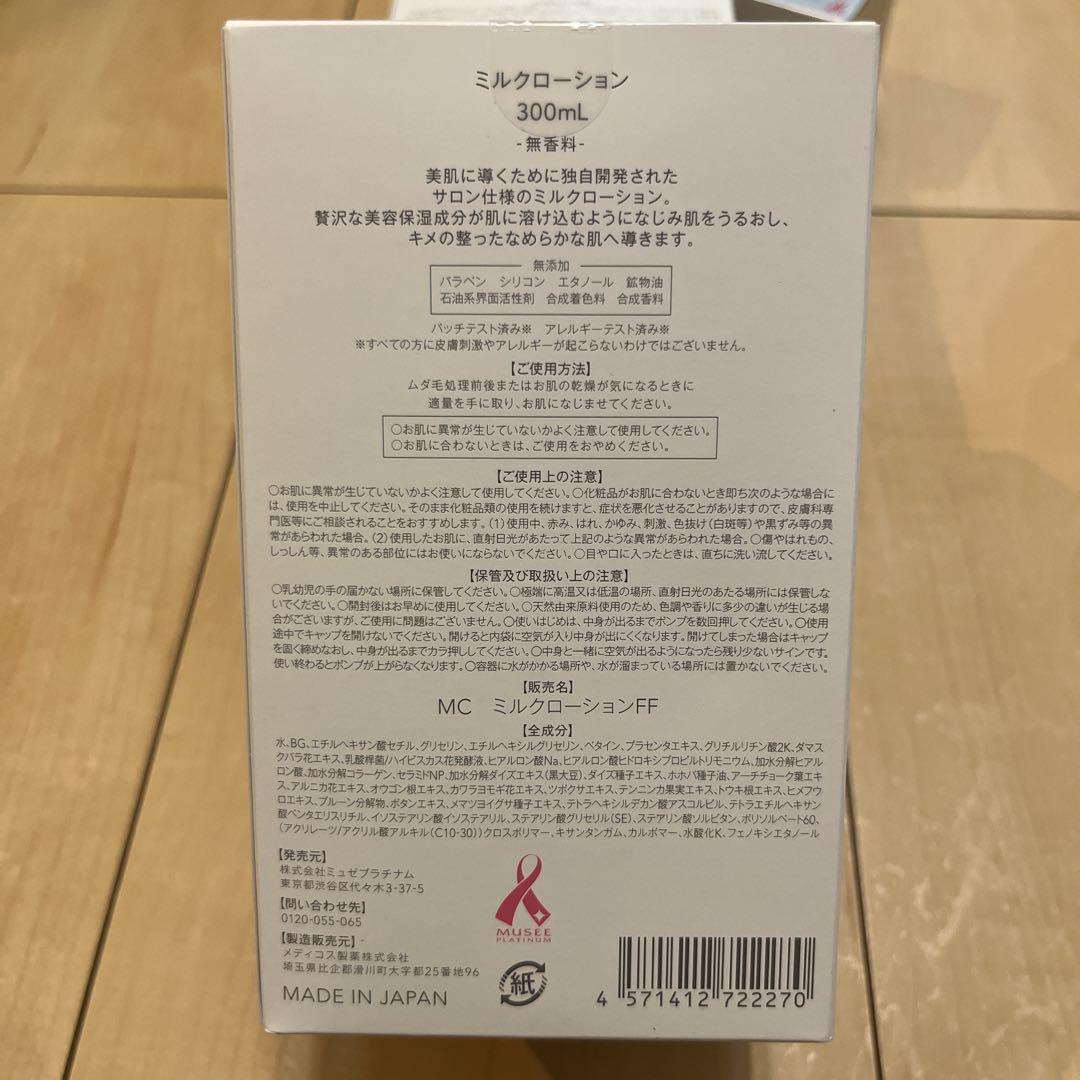 ミルクローション
300mL
-無香料-
美肌に導くために独自開発された
サロン仕様のミルクローション。
贅沢な美容保湿成分が肌に溶け込むようになじみ肌をうるおし、
キメの整ったなめらかな肌へ導きます。
無添加
パラベン シリコン エタノール 鉱物油
石油系界面活性剤 合成着色料 合成香料
パッチテスト済み※ アレルギーテスト済み※
※すべての方に皮膚刺激やアレルギーが起こらないわけではございません。
【ご使用方法】
ムダ毛処理前後またはお肌の乾燥が気になるときに
適量を手に取り、お肌になじませてください。
○お肌に異常が生じていないかよく注意して使用してください。
○お肌に合わないときは、ご使用をおやめください。
【ご使用上の注意】
○お肌に異常が生じていないかよく注意して使用してください。○化粧品がお肌に合わないとき即ち次のような場合に
は、使用を中止してください。そのまま化粧品類の使用を続けますと、症状を悪化させることがありますので、皮膚科専
門医等にご相談されることをおすすめします。(1)使用中、赤み、はれ、かゆみ、刺激、色抜け(白斑等)や黒ずみ等の異
常があらわれた場合。(2)使用したお肌に、直射日光があたって上記のような異常があらわれた場合。○傷やはれもの、
しっしん等、異常のある部位にはお使いにならないでください。○目や口に入ったときは、直ちに洗い流してください。
【保管及び取扱い上の注意】
○乳幼児の手の届かない場所に保管してください。○極端に高温又は低温の場所、直射日光のあたる場所には保管しな
いでください。○開封後はお早めに使用してください。○天然由来原料使用のため、色調や香りに多少の違いが生じる場
合がございますが、ご使用に問題はございません。○使いはじめは、中身が出るまでポンプを数回押してください。○使用
途中でキャップを開けないでください。開けると内袋に空気が入り中身が出にくくなります。開けてしまった場合はキャップ
を固く締めなおし、中身が出るまでカラ押ししてください。○中身と一緒に空気が出るようになったら残り少ないサインです。
使い終わるとポンプが上がらなくなります。○容器に水がかかる場所や、水が溜まっている場所には置かないでください。
【販売名】
MC ミルクローションFF
【全成分】
水、BG、エチルヘキサン酸セチル、グリセリン、エチルヘキシルグリセリン、ベタイン、プラセンタエキス、グリチルリチン酸2K、ダマス
クバラ花エキス、乳酸桿菌/ハイビスカス花発酵液、ヒアルロン酸Na、ヒアルロン酸ヒドロキシプロピルトリモニウム、加水分解ヒアル
ロン酸、加水分解コラーゲン、セラミドNP、加水分解ダイズエキス(黒大豆)、ダイズ種子エキス、ホホバ種子油、アーチチョーク葉エキ
ス、アルニカ花エキス、オウゴン根エキス、カワラヨモギ花エキス、ツボクサエキス、テンニンカ果実エキス、トウキ根エキス、ヒメフウ
ロエキス、プルーン分解物、ボタンエキス、メマツヨイグサ種子エキス、テトラヘキシルデカン酸アスコルビル、テトラエチルヘキサン
酸ペンタエリスリチル、イソステアリン酸イソステアリル、ステアリン酸グリセリル(SE)、ステアリン酸ソルビタン、ポリソルベート60、
(アクリレーツ/アクリル酸アルキル(C10-30))クロスポリマー、キサンタンガム、カルボマー、水酸化K、フェノキシエタノール
【発売元】
株式会社ミュゼプラチナム
東京都渋谷区代々木3-37-5
【問い合わせ先】
0120-055-065
【製造販売元】
メディコス製薬株式会社
埼玉県比企郡滑川町大字都25番地96
MADE IN JAPAN
MUSEE
PLATINUM
紙
4 571412 722270